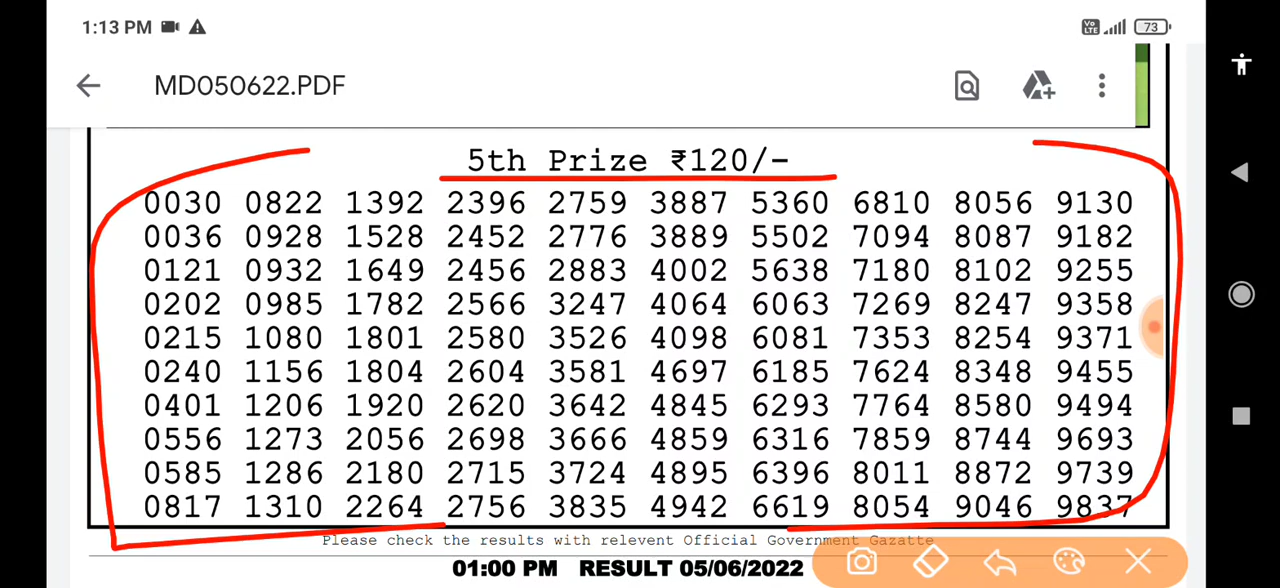 1:13 PM
73
MD050622.PDF
5th Prize ₹120/-
0030 0822 1392 2396 2759 3887 5360 6810 8056 9130
0036 0928 1528 2452 2776 3889 5502 7094 8087 9182
0121 0932 1649 2456 2883 4002 5638 7180 8102 9255
0202 0985 1782 2566 3247 4064 6063 7269 8247 9358
0215 1080 1801 2580 3526 4098 6081 7353 8254 9371
0240 1156 1804 2604 3581 4697 6185 7624 8348 9455
0401 1206 1920 2620 3642 4845 6293 7764 8580 9494
0556 1273 2056 2698 3666 4859 6316 7859 8744 9693
0585 1286 2180 2715 3724 4895 6396 8011 8872 9739
0817 1310 2264 2756 3835 4942 6619 8054 9046 9837
Please check the results with relevent Official Government Gazatte
01:00 PM RESULT 05/06/2022